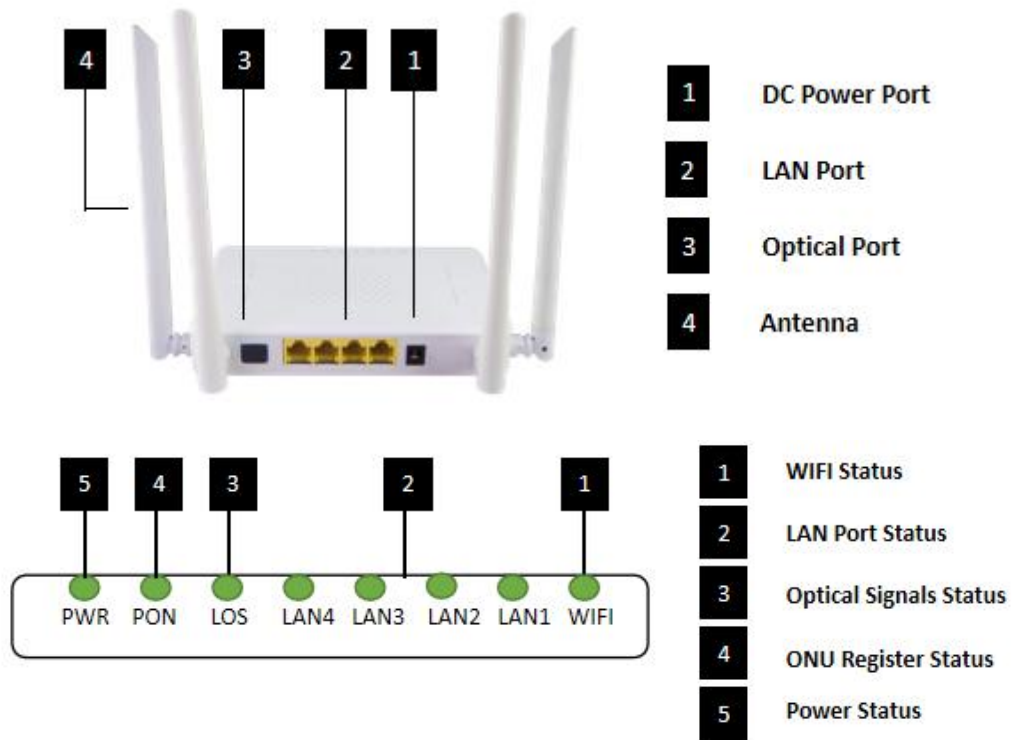 4 3 2 1
1 DC Power Port
2 LAN Port
3 Optical Port
4 Antenna
5 4 3 2 1
PWR PON LOS LAN4 LAN3 LAN2 LAN1 WIFI
1 WIFI Status
2 LAN Port Status
3 Optical Signals Status
4 ONU Register Status
5 Power Status